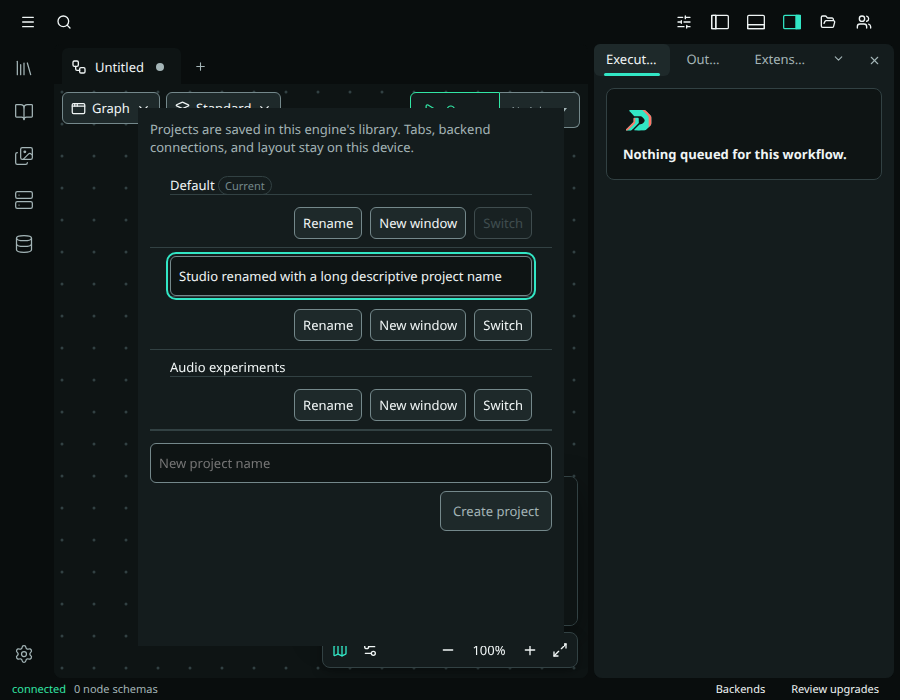 Untitled
Execut...
Out...
Extens...
Graph
Standard
Projects are saved in this engine's library. Tabs, backend
connections, and layout stay on this device.
Nothing queued for this workflow.
Default Current
Rename New window Switch
Studio renamed with a long descriptive project name
Rename New window Switch
Audio experiments
Rename New window Switch
New project name
Create project
100%
connected 0 node schemas
Backends Review upgrades